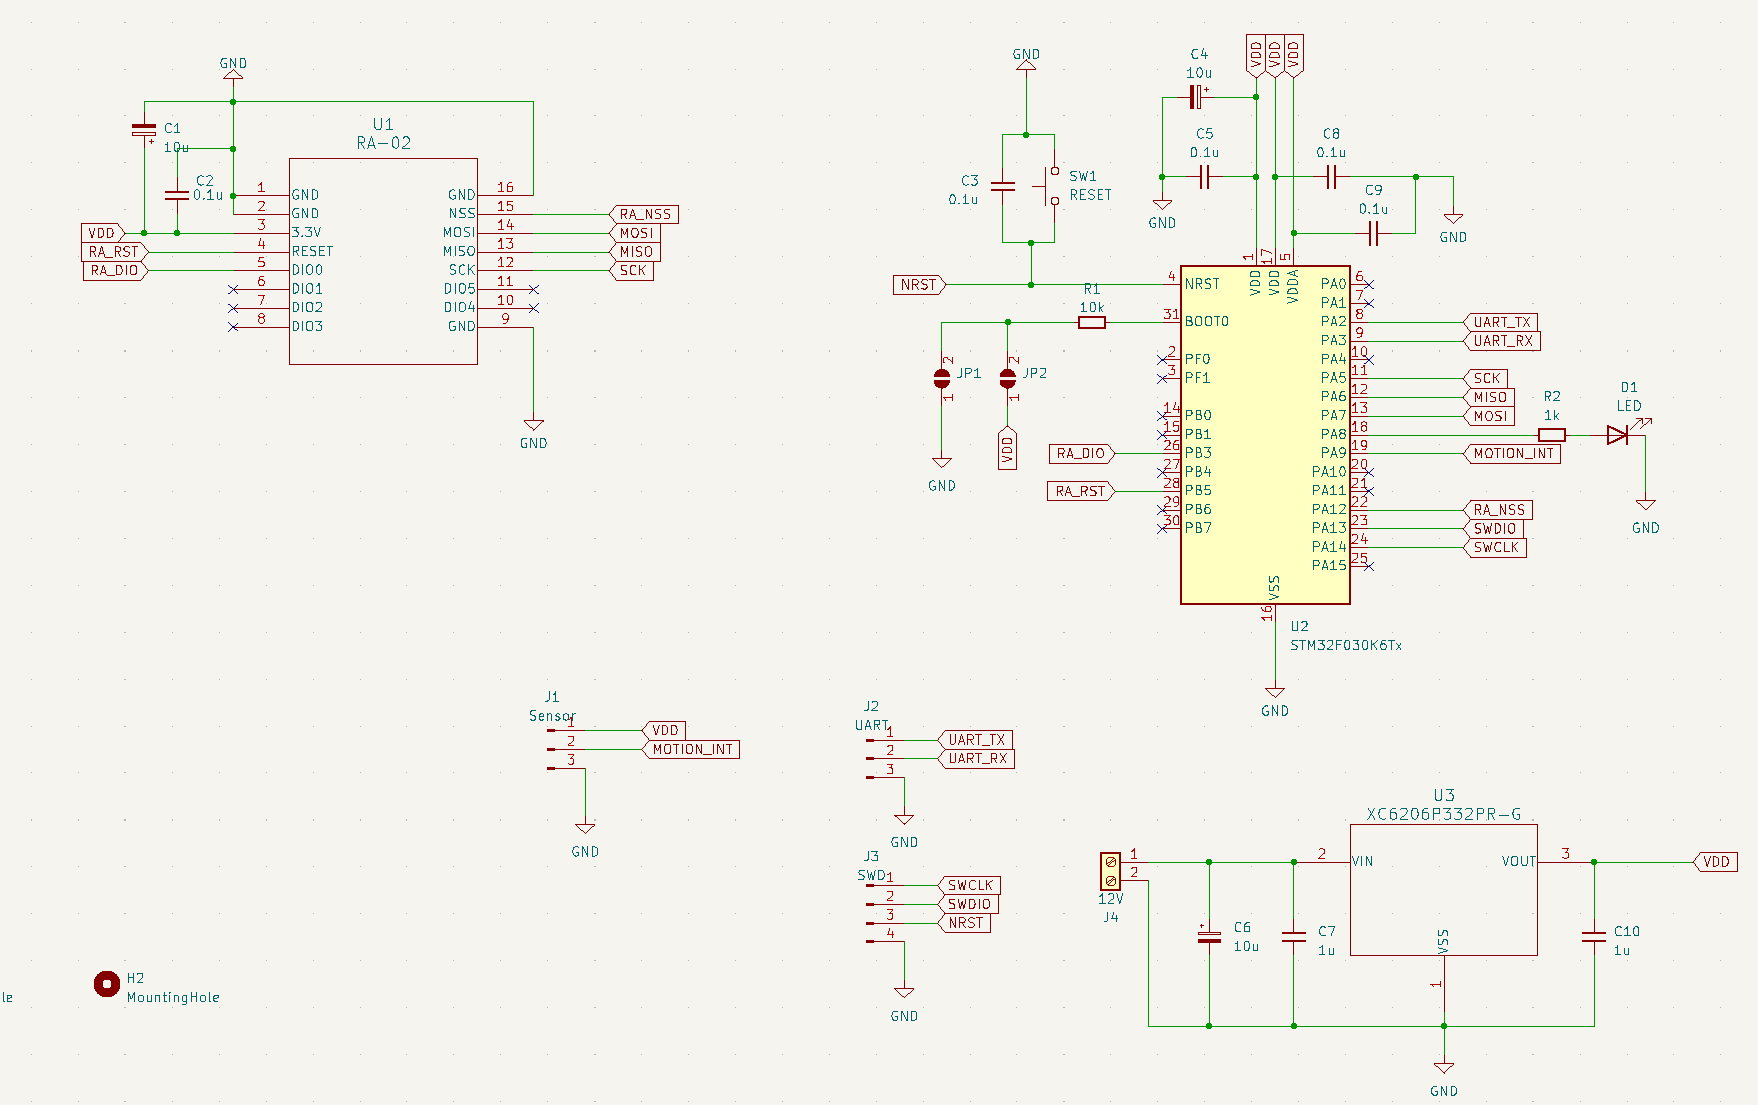 GND
C1
10u
C2
0.1u
U1
RA-02
1
GND
2
GND
3
3.3V
4
RESET
5
DIO0
6
DIO1
7
DIO2
8
DIO3
GND
16
NSS
15
MOSI
14
MISO
13
SCK
12
DIO5
11
DIO4
10
GND
9
VDD
RA_RST
RA_DIO
RA_NSS
MOSI
MISO
SCK
GND
GND
C3
0.1u
SW1
RESET
C4
10u
C5
0.1u
GND
VDD
VDD
VDD
C8
0.1u
C9
0.1u
GND
NRST
R1
10k
2
JP1
1
2
JP2
1
GND
VDD
RA_DIO
RA_RST
1
VDD
17
VDD
5
VDDA
4
NRST
31
BOOT0
2
PF0
3
PF1
14
PB0
15
PB1
26
PB3
27
PB4
28
PB5
29
PB6
30
PB7
PA0
6
PA1
7
PA2
8
PA3
9
PA4
10
PA5
11
PA6
12
PA7
13
PA8
18
PA9
19
PA10
20
PA11
21
PA12
22
PA13
23
PA14
24
PA15
25
VSS
16
U2
STM32F030K6Tx
GND
UART_TX
UART_RX
SCK
MISO
MOSI
R2
1k
D1
LED
MOTION_INT
RA_NSS
SWDIO
SWCLK
GND
J1
Sensor
1
VDD
2
MOTION_INT
3
GND
J2
UART
1
UART_TX
2
UART_RX
3
GND
J3
SWD
1
SWCLK
2
SWDIO
3
NRST
4
GND
1
2
12V
J4
C6
10u
C7
1u
U3
XC6206P332PR-G
2
VIN
VOUT
3
VSS
1
VDD
C10
1u
GND
le
H2
MountingHole